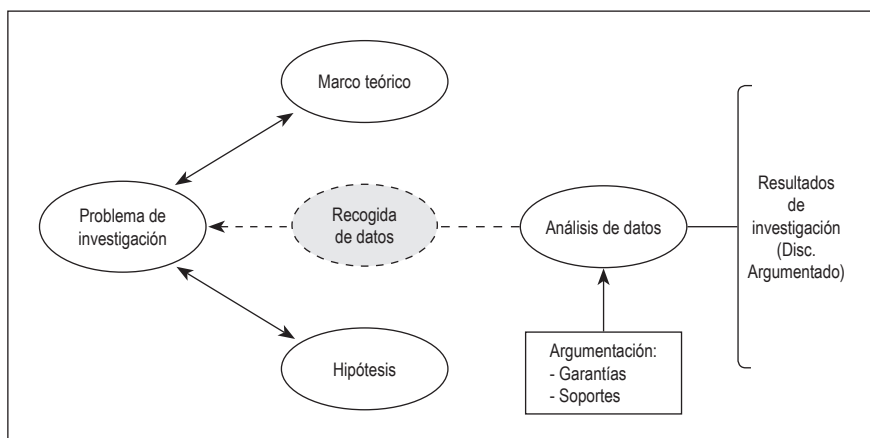 Marco teórico
Problema de
investigación
Recogida
de datos
Análisis de datos
Resultados
de
investigación
(Disc.
Argumentado)
Hipótesis
Argumentación:
- Garantías
- Soportes